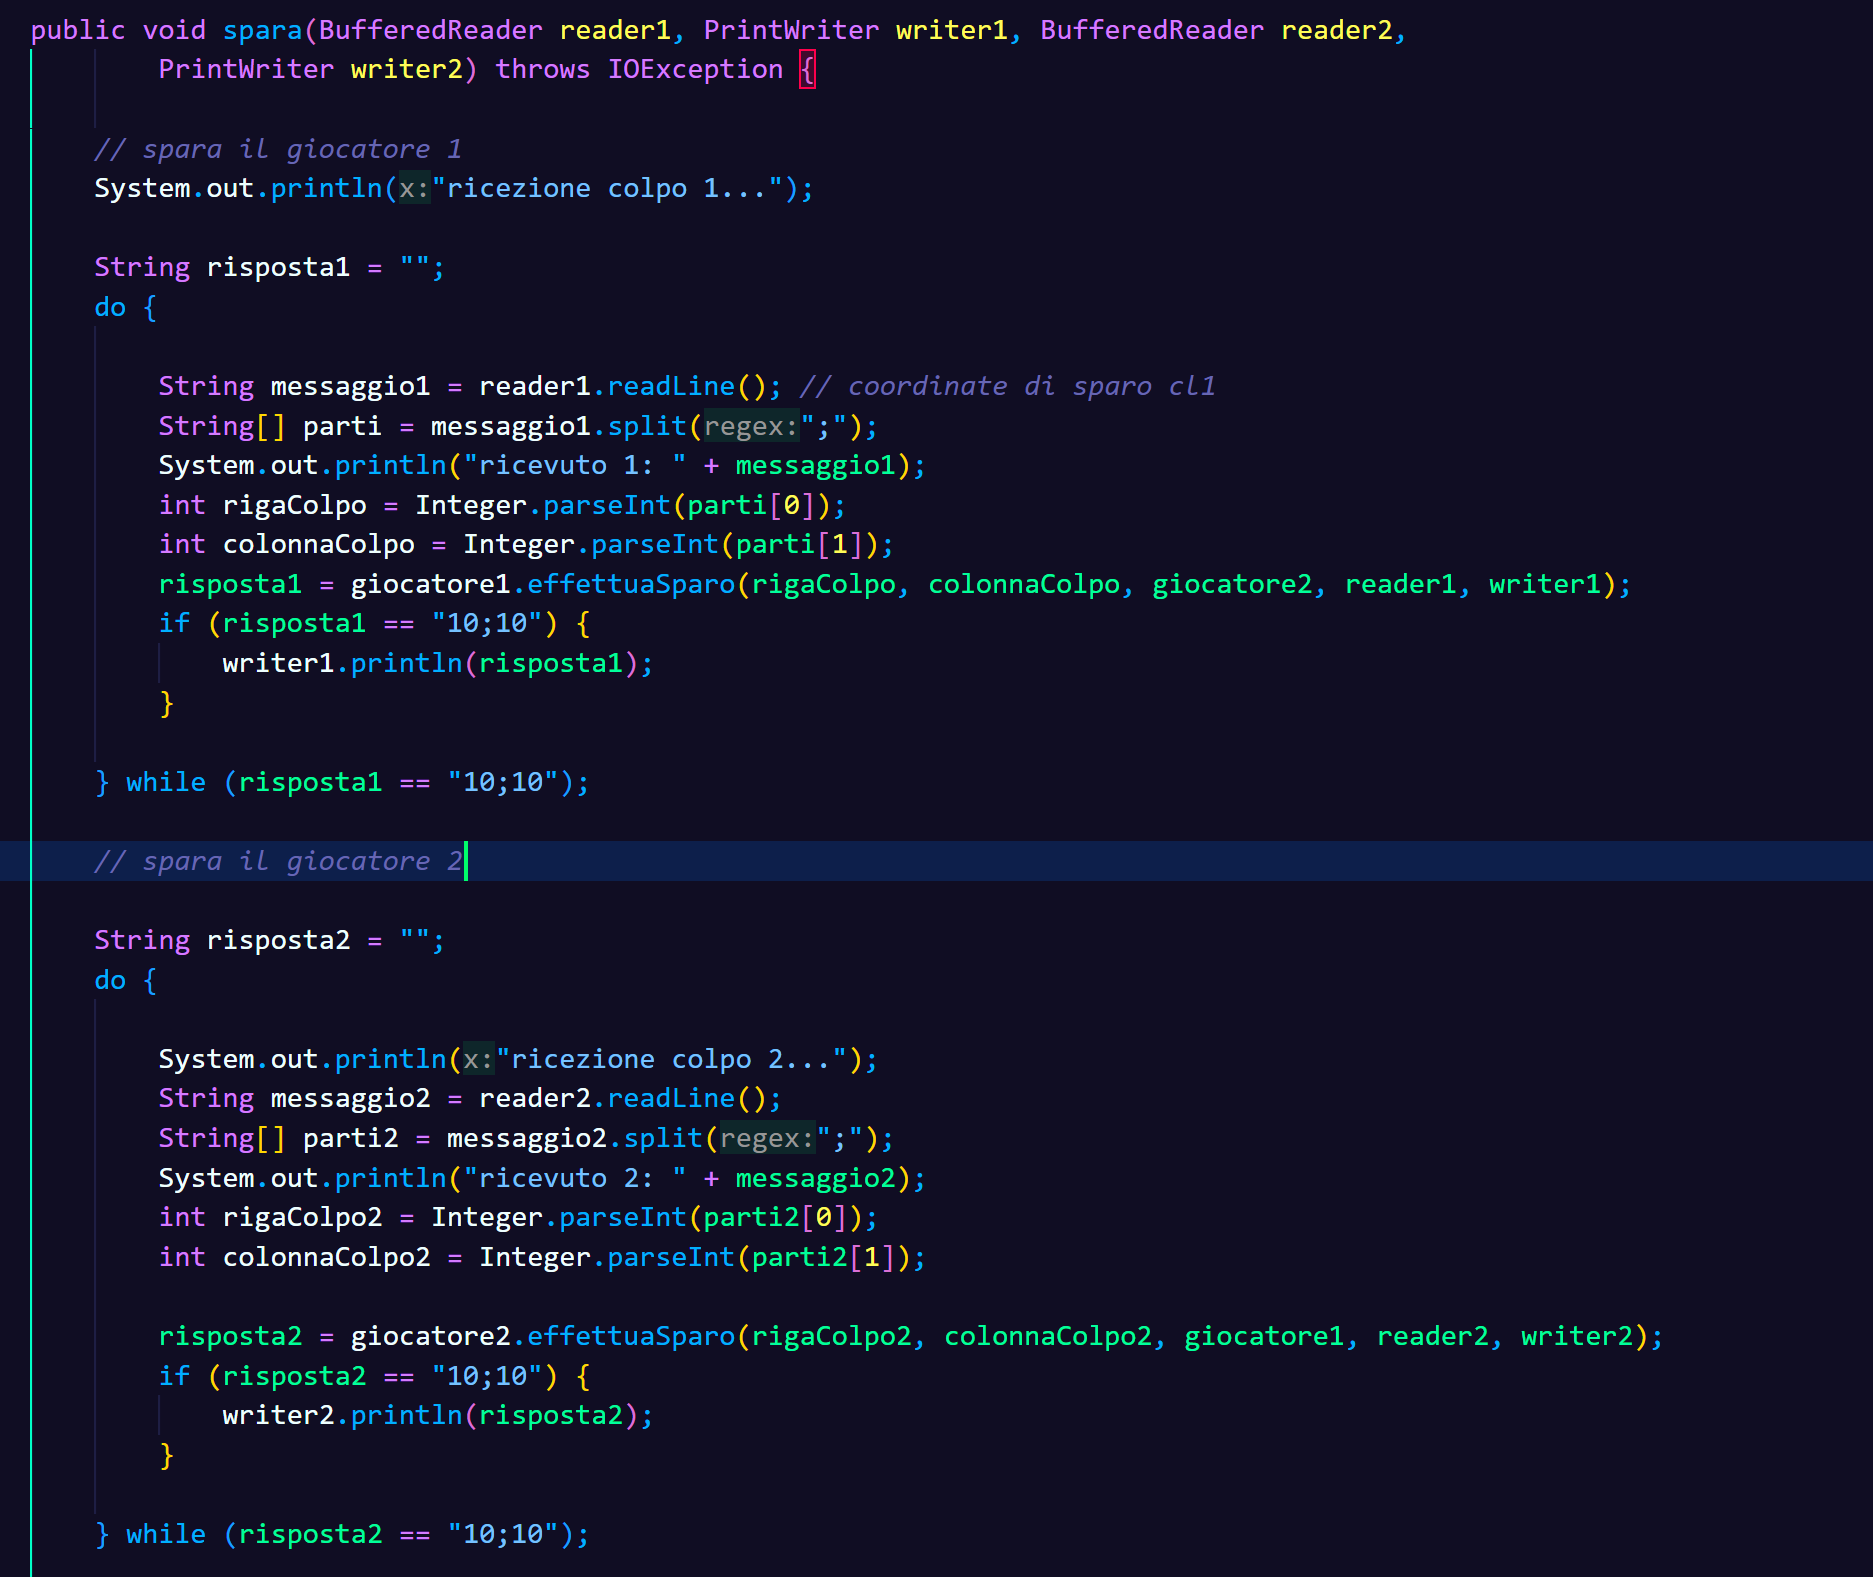 public void spara(BufferedReader reader1, PrintWriter writer1, BufferedReader reader2,
PrintWriter writer2) throws IOException {
// spara il giocatore 1
System.out.println(x:"ricezione colpo 1...");
String risposta1 = "";
do {
String messaggio1 = reader1.readLine(); // coordinate di sparo cl1
String[] parti = messaggio1.split(regex:";");
System.out.println("ricevuto 1: " + messaggio1);
int rigaColpo = Integer.parseInt(parti[0]);
int colonnaColpo = Integer.parseInt(parti[1]);
risposta1 = giocatore1.effettuaSparo(rigaColpo, colonnaColpo, giocatore2, reader1, writer1);
if (risposta1 == "10;10") {
writer1.println(risposta1);
}
} while (risposta1 == "10;10");
// spara il giocatore 2
String risposta2 = "";
do {
System.out.println(x:"ricezione colpo 2...");
String messaggio2 = reader2.readLine();
String[] parti2 = messaggio2.split(regex:";");
System.out.println("ricevuto 2: " + messaggio2);
int rigaColpo2 = Integer.parseInt(parti2[0]);
int colonnaColpo2 = Integer.parseInt(parti2[1]);
risposta2 = giocatore2.effettuaSparo(rigaColpo2, colonnaColpo2, giocatore1, reader2, writer2);
if (risposta2 == "10;10") {
writer2.println(risposta2);
}
} while (risposta2 == "10;10");